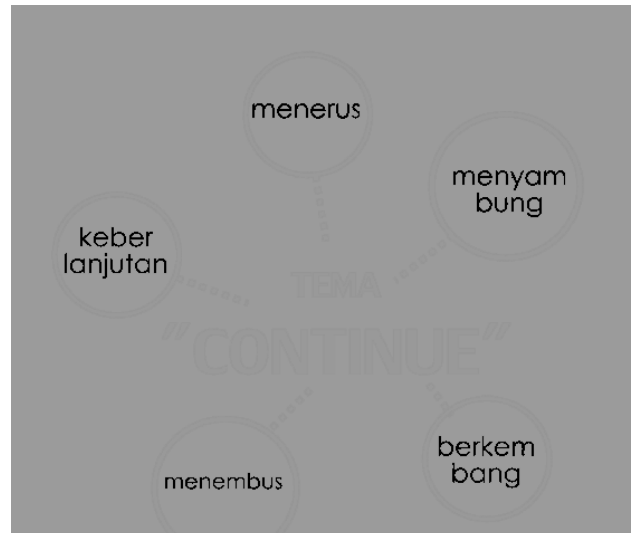 menerus
menyam
bung
keber
lanjutan
TEMA
"CONTINUE"
berkem
bang
menembus